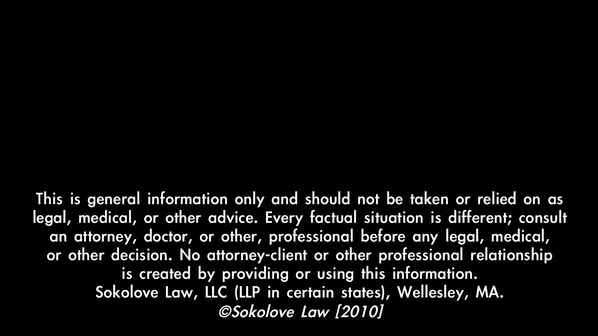 This is general information only and should not be taken or relied on as
legal, medical, or other advice. Every factual situation is different; consult
an attorney, doctor, or other, professional before any legal, medical,
or other decision. No attorney-client or other professional relationship
is created by providing or using this information.
Sokolove Law, LLC (LLP in certain states), Wellesley, MA.
©Sokolove Law [2010]